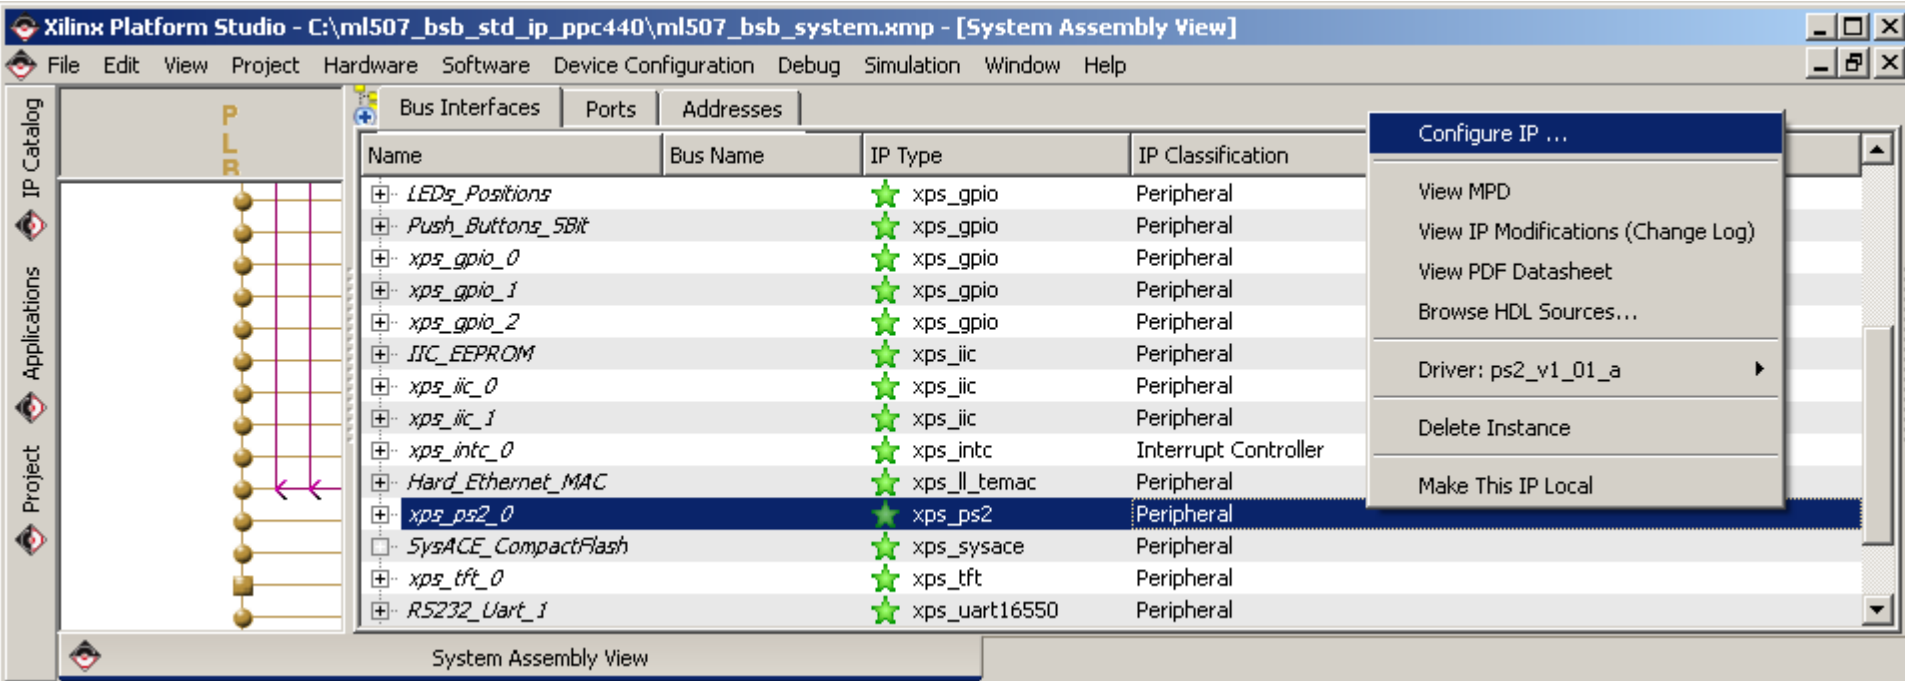 Xilinx Platform Studio - C:\ml507_bsb_std_ip_ppc440\ml507_bsb_system.xmp - [System Assembly View]
File Edit View Project Hardware Software Device Configuration Debug Simulation Window Help
IP Catalog
Applications
Project
P
L
B
Bus Interfaces Ports Addresses
Name Bus Name IP Type IP Classification
LEDs_Positions xps_gpio Peripheral
Push_Buttons_5Bit xps_gpio Peripheral
xps_gpio_0 xps_gpio Peripheral
xps_gpio_1 xps_gpio Peripheral
xps_gpio_2 xps_gpio Peripheral
IIC_EEPROM xps_iic Peripheral
xps_iic_0 xps_iic Peripheral
xps_iic_1 xps_iic Peripheral
xps_intc_0 xps_intc Interrupt Controller
Hard_Ethernet_MAC xps_ll_temac Peripheral
xps_ps2_0 xps_ps2 Peripheral
SysACE_CompactFlash xps_sysace Peripheral
xps_tft_0 xps_tft Peripheral
RS232_Uart_1 xps_uart16550 Peripheral
Configure IP ...
View MPD
View IP Modifications (Change Log)
View PDF Datasheet
Browse HDL Sources...
Driver: ps2_v1_01_a
Delete Instance
Make This IP Local
System Assembly View